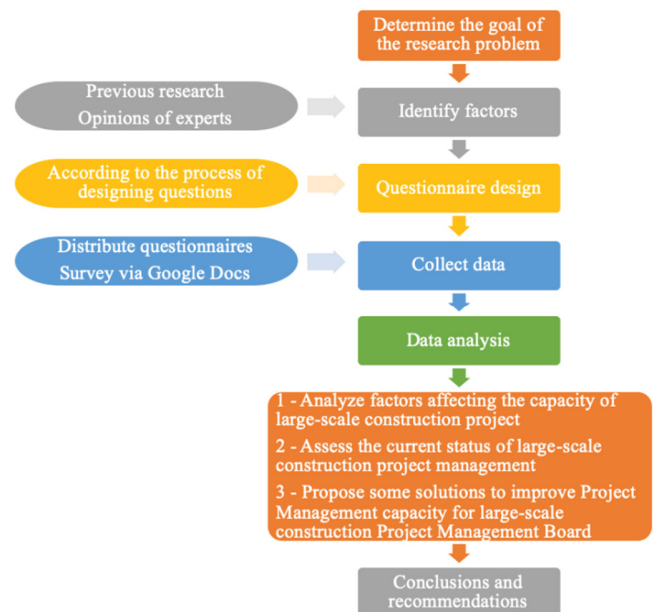 Determine the goal of
the research problem
Previous research
Opinions of experts
Identify factors
According to the process of
designing questions
Questionnaire design
Distribute questionnaires
Survey via Google Docs
Collect data
Data analysis
1 - Analyze factors affecting the capacity of
large-scale construction project
2 - Assess the current status of large-scale
construction project management
3 - Propose some solutions to improve Project
Management capacity for large-scale
construction Project Management Board
Conclusions and
recommendations